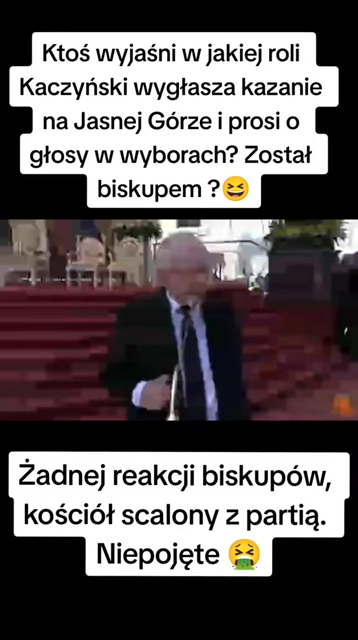 Ktoś wyjaśni w jakiej roli
Kaczyński wygłasza kazanie
na Jasnej Górze i prosi o
głosy w wyborach? Został
biskupem ?😆
Żadnej reakcji biskupów,
kościół scalony z partią.
Niepojęte 🤮